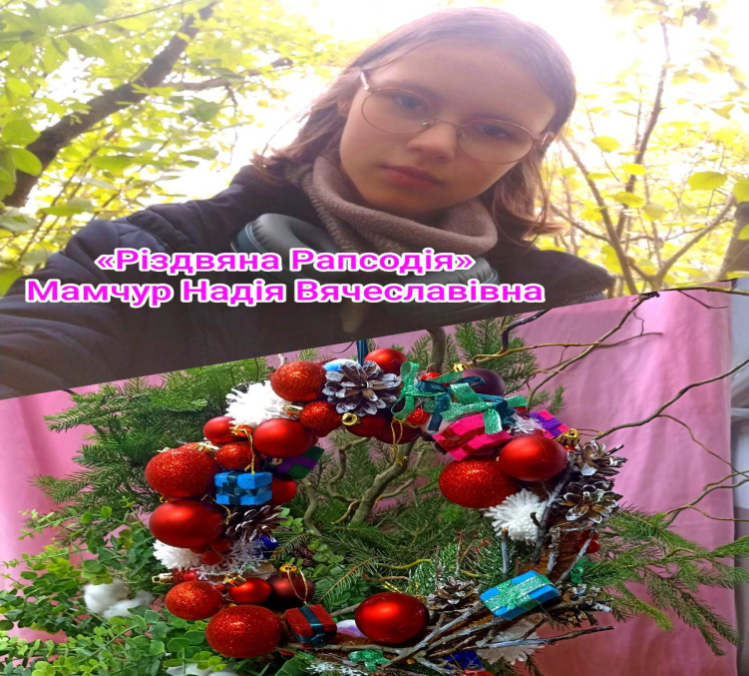 «Різдвяна Рапсодія»
Мамчур Надія Вячеславівна